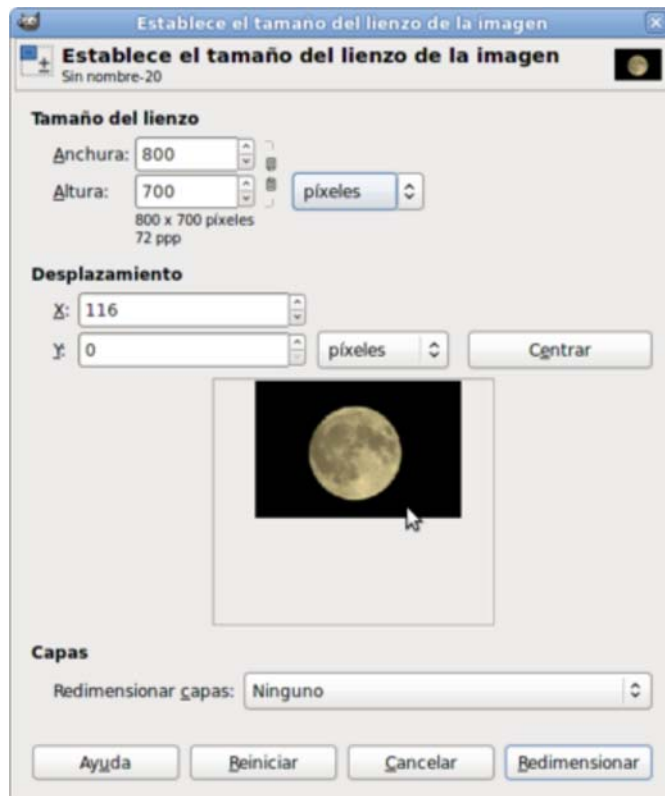 Establece el tamaño del lienzo de la imagen
Establece el tamaño del lienzo de la imagen
Sin nombre-20
Tamaño del lienzo
Anchura: 800
Altura: 700 píxeles
800 x 700 píxeles
72 ppp
Desplazamiento
X: 116
Y: 0 píxeles Centrar
Capas
Redimensionar capas: Ninguno
Ayuda Reiniciar Cancelar Redimensionar